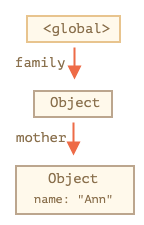 <global>
family
Object
mother
Object
name: "Ann"